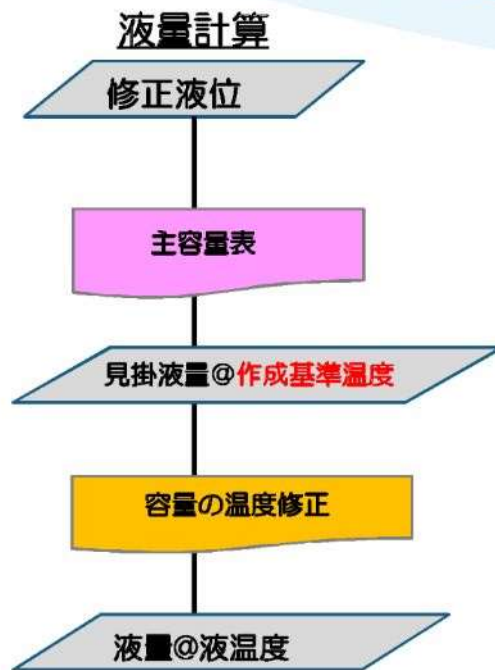 液量計算
修正液位
主容量表
見掛液量@作成基準温度
容量の温度修正
液量@液温度